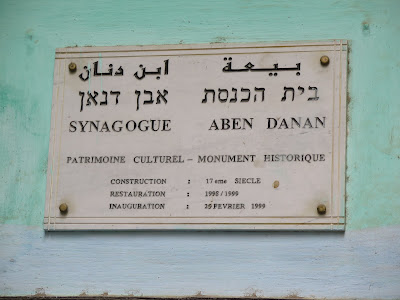 بيعة ابن دنان
בית הכנסת אבן דנאן
SYNAGOGUE ABEN DANAN
PATRIMOINE CULTUREL – MONUMENT HISTORIQUE
CONSTRUCTION : 17 eme SIECLE
RESTAURATION : 1998 / 1999
INAUGURATION : 25 FEVRIER 1999